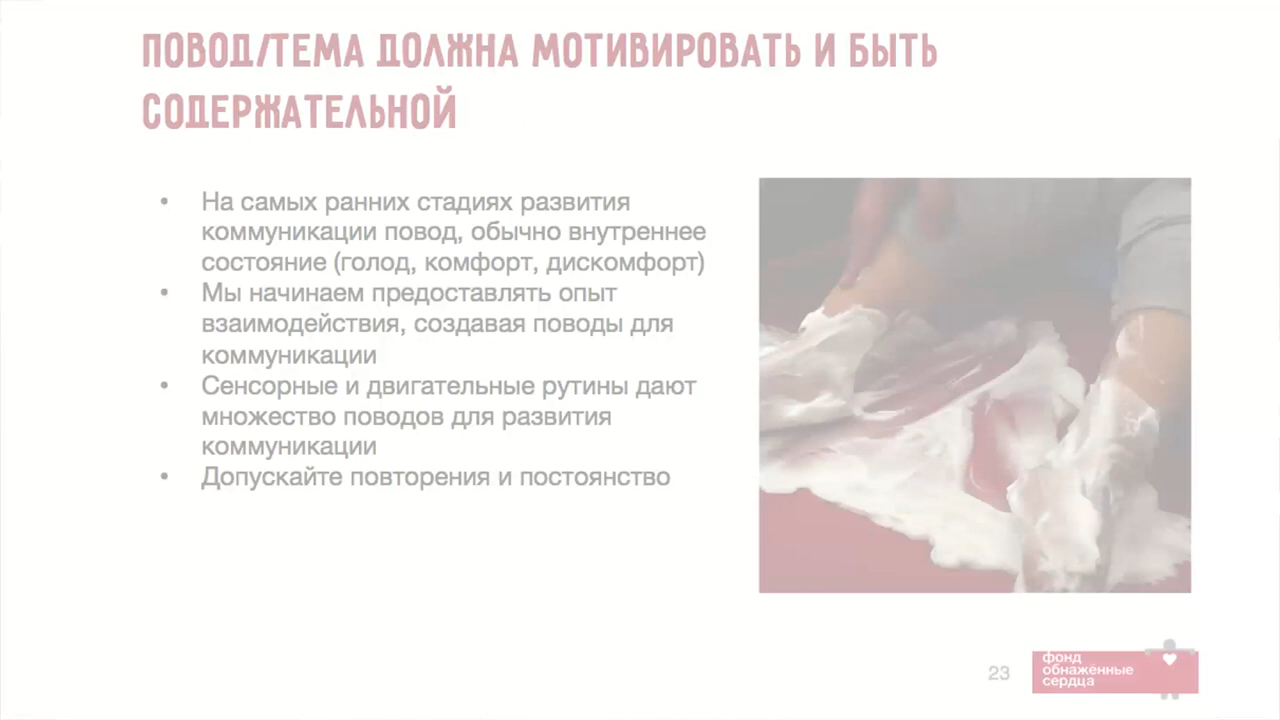 ПОВОД/ТЕМА ДОЛЖНА МОТИВИРОВАТЬ И БЫТЬ
СОДЕРЖАТЕЛЬНОЙ
• На самых ранних стадиях развития
коммуникации повод, обычно внутреннее
состояние (голод, комфорт, дискомфорт)
• Мы начинаем предоставлять опыт
взаимодействия, создавая поводы для
коммуникации
• Сенсорные и двигательные рутины дают
множество поводов для развития
коммуникации
• Допускайте повторения и постоянство
23
фонд
обнажённые
сердца